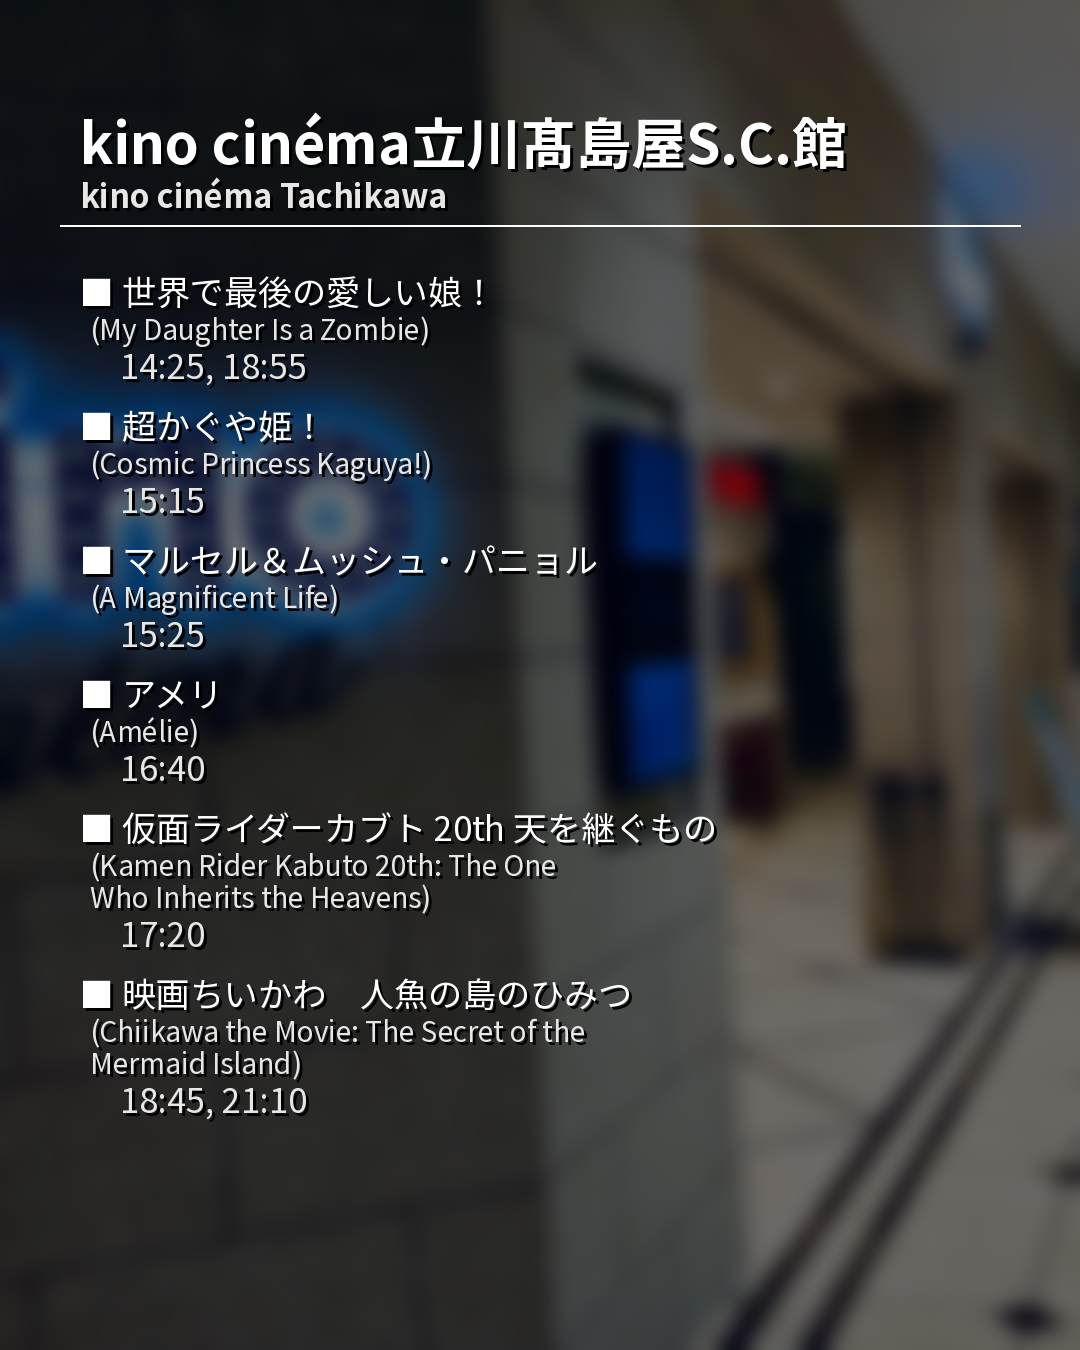 kino cinéma立川髙島屋S.C.館
kino cinéma Tachikawa
■ 世界で最後の愛しい娘！
(My Daughter Is a Zombie)
14:25, 18:55
■ 超かぐや姫！
(Cosmic Princess Kaguya!)
15:15
■ マルセル＆ムッシュ・パニョル
(A Magnificent Life)
15:25
■ アメリ
(Amélie)
16:40
■ 仮面ライダーカブト 20th 天を継ぐもの
(Kamen Rider Kabuto 20th: The One
Who Inherits the Heavens)
17:20
■ 映画ちいかわ　人魚の島のひみつ
(Chiikawa the Movie: The Secret of the
Mermaid Island)
18:45, 21:10